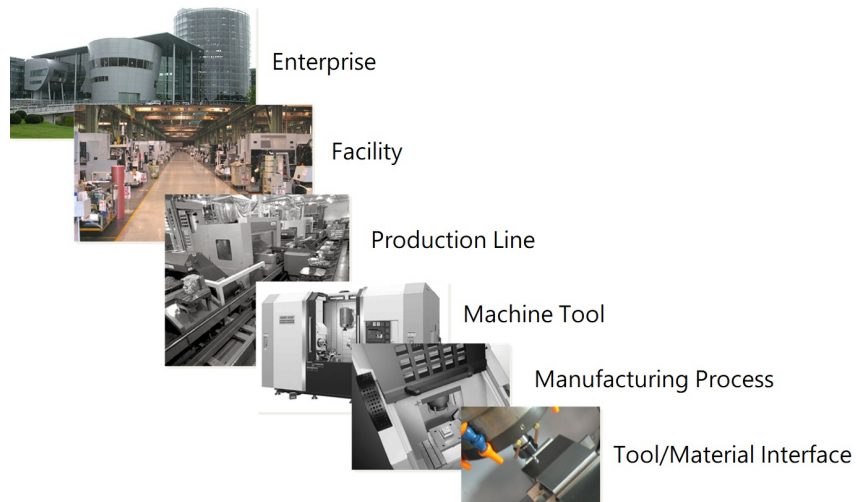 Enterprise
Facility
Production Line
Machine Tool
Manufacturing Process
Tool/Material Interface